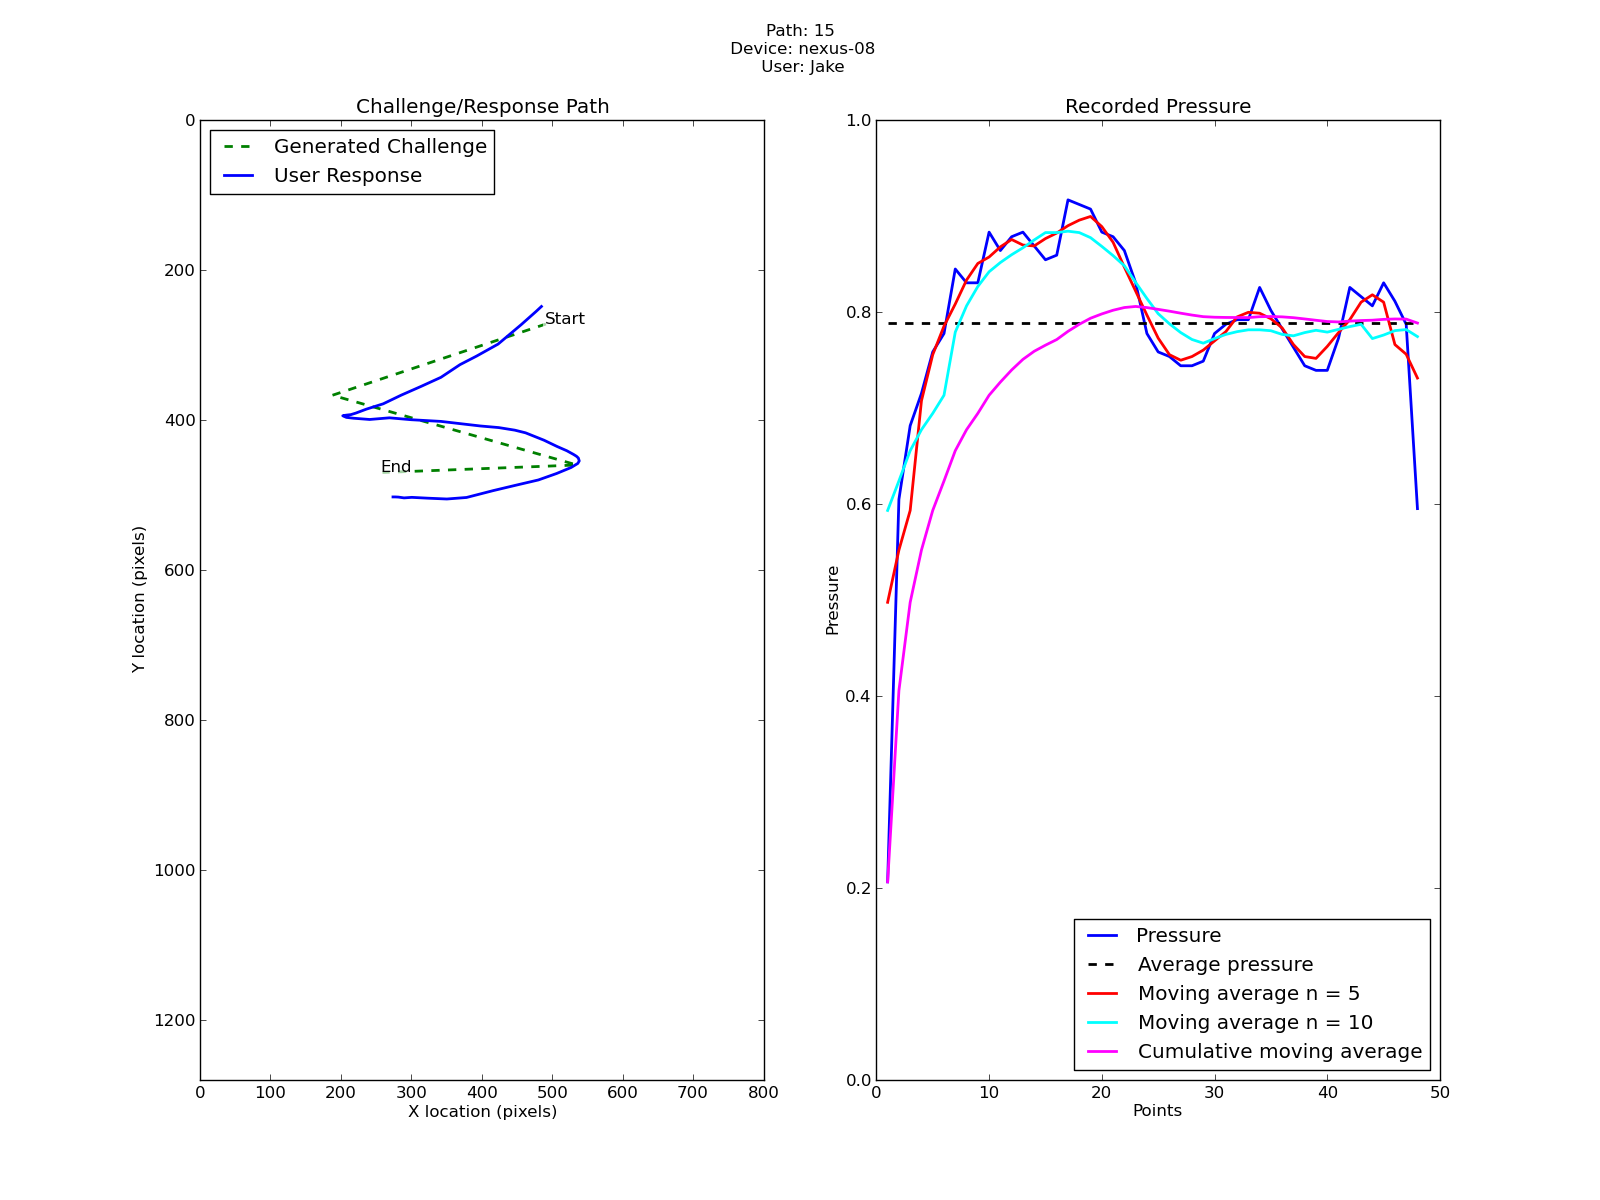 Path: 15
Device: nexus-08
User: Jake
Challenge/Response Path
0
200
400
600
800
1000
1200
Y location (pixels)
Generated Challenge
User Response
Start
End
0 100 200 300 400 500 600 700 800
X location (pixels)
Recorded Pressure
1.0
0.8
0.6
0.4
0.2
0.0
Pressure
Pressure
Average pressure
Moving average n = 5
Moving average n = 10
Cumulative moving average
0 10 20 30 40 50
Points